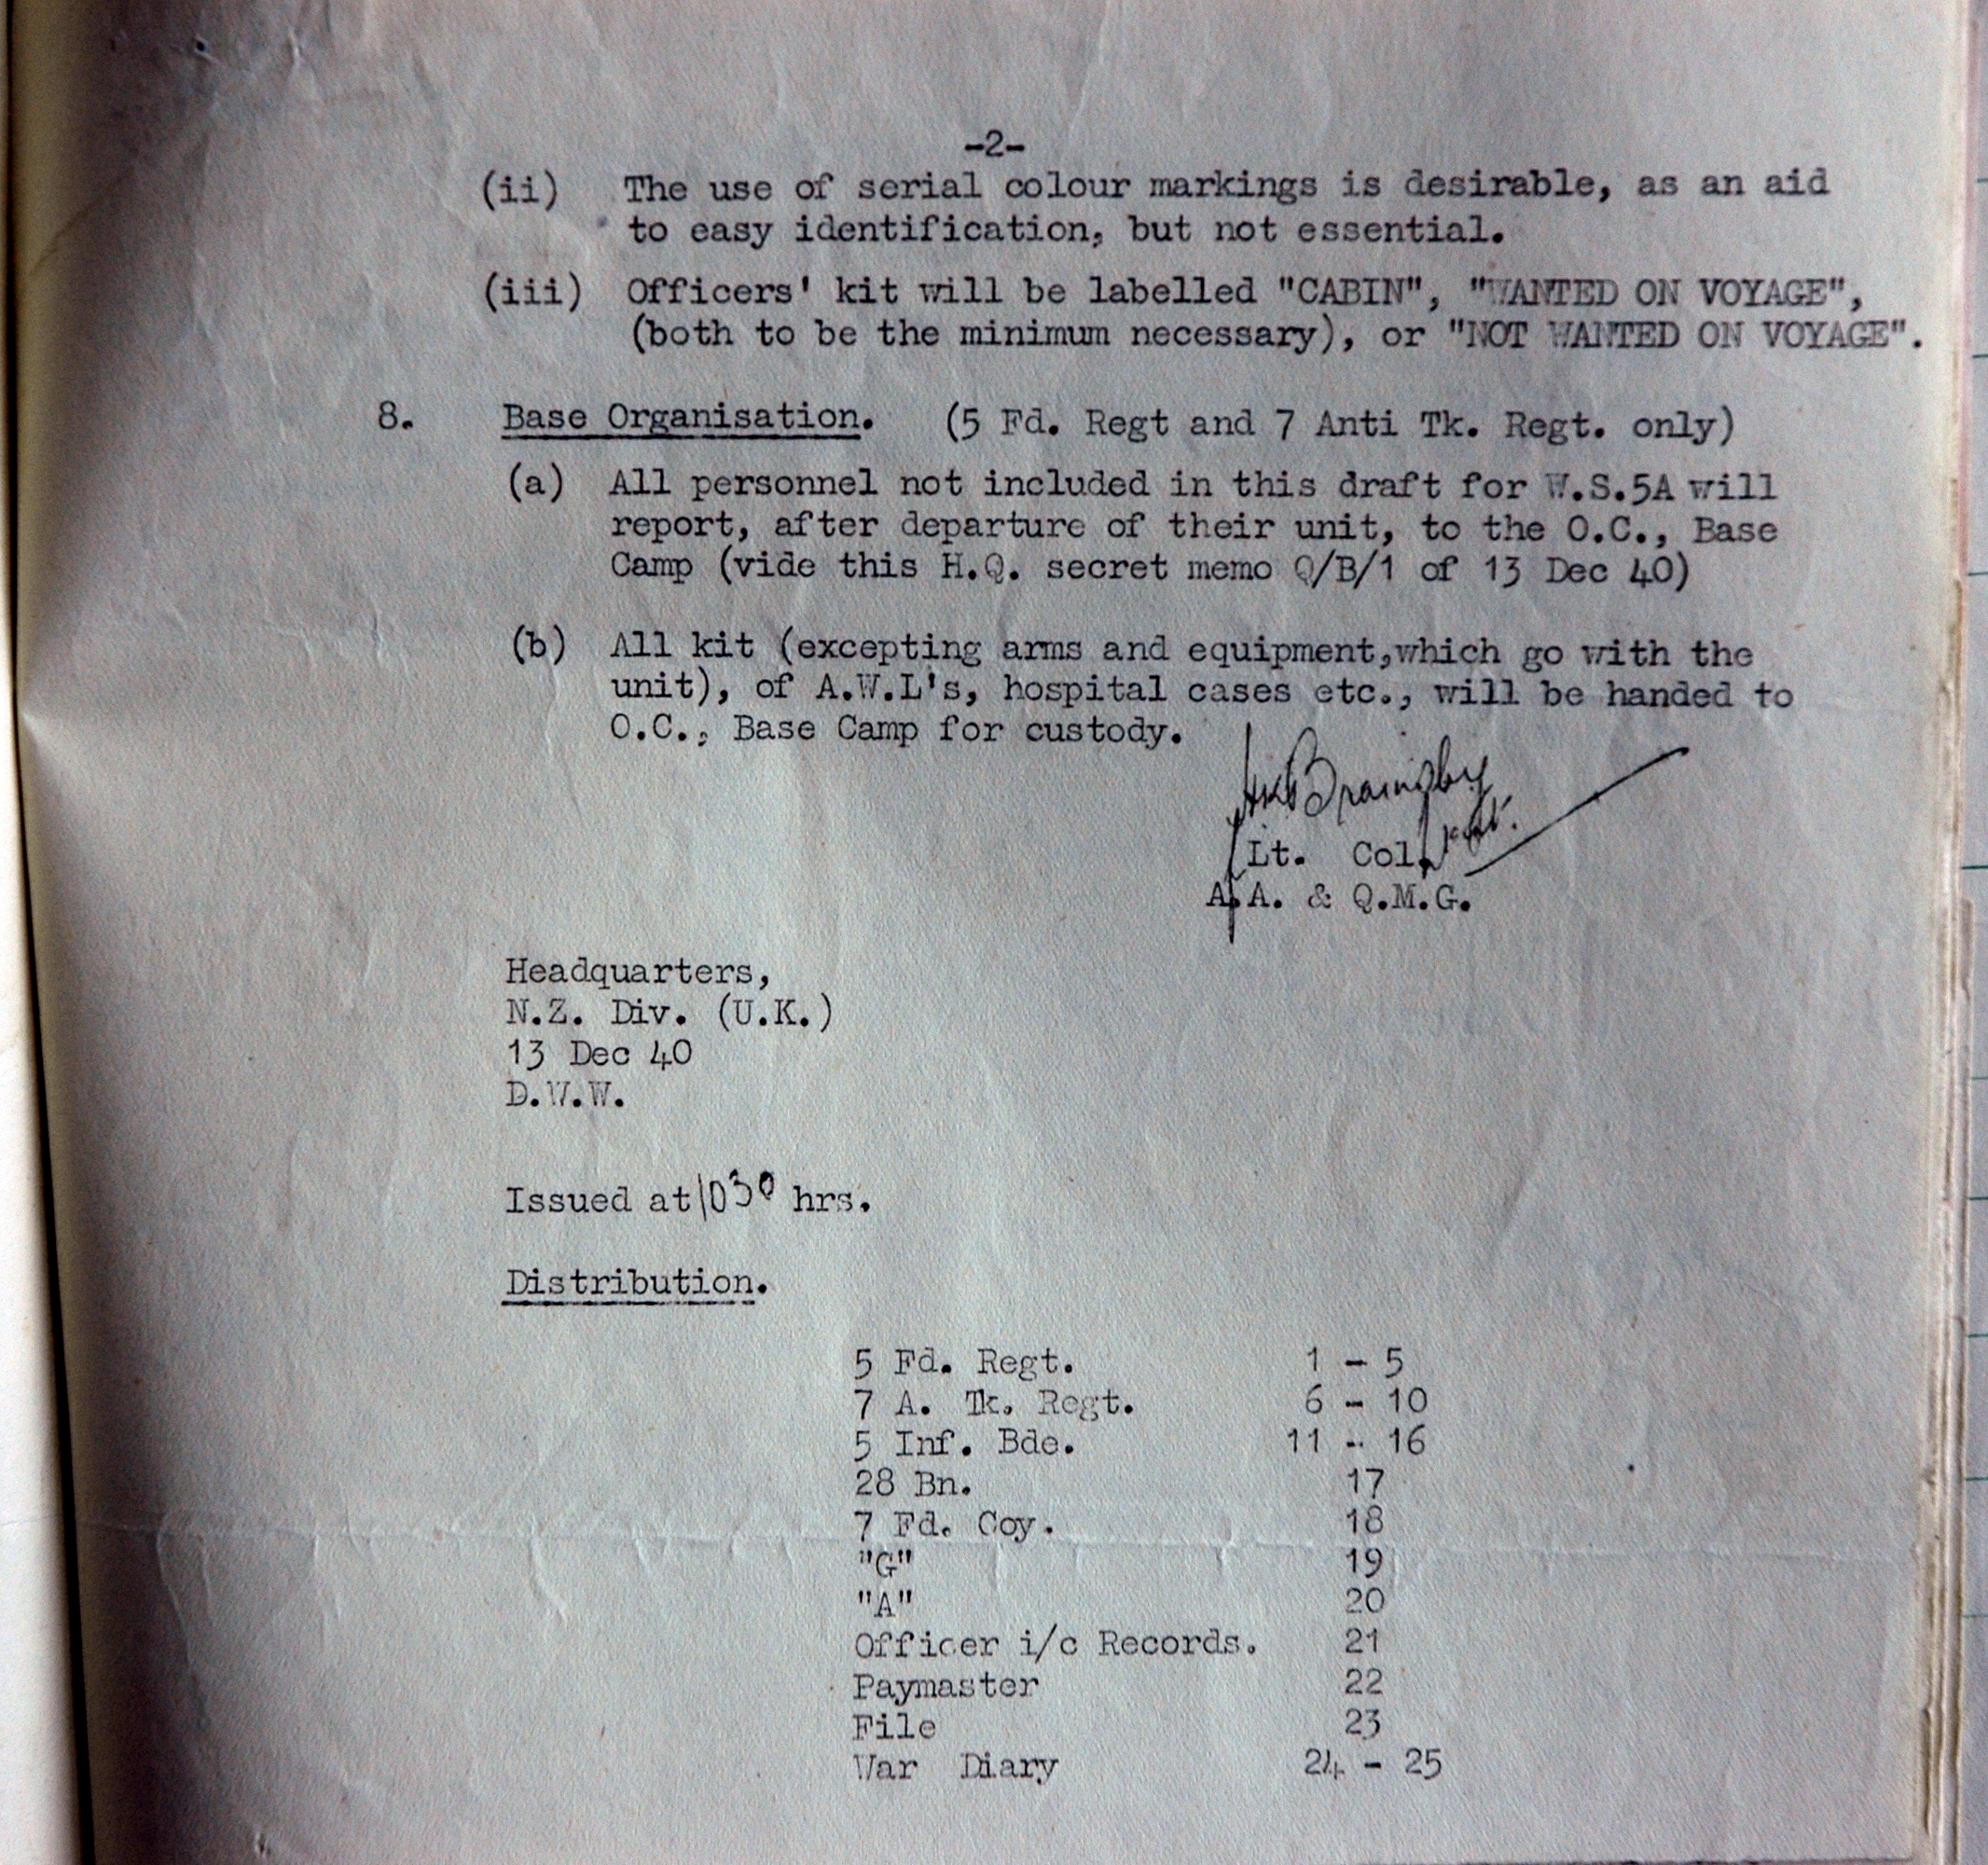 -2-
(ii) The use of serial colour markings is desirable, as an aid
to easy identification, but not essential.
(iii) Officers' kit will be labelled "CABIN", "WANTED ON VOYAGE",
(both to be the minimum necessary), or "NOT WANTED ON VOYAGE".
8. Base Organisation. (5 Fd. Regt and 7 Anti Tk. Regt. only)
(a) All personnel not included in this draft for W.S.5A will
report, after departure of their unit, to the O.C., Base
Camp (vide this H.Q. secret memo Q/B/1 of 13 Dec 40)
(b) All kit (excepting arms and equipment,which go with the
unit), of A.W.L's, hospital cases etc., will be handed to
O.C., Base Camp for custody.
Lt. Col.
A.A. & Q.M.G.
Headquarters,
N.Z. Div. (U.K.)
13 Dec 40
D.W.W.
Issued at 1030 hrs.
Distribution.
5 Fd. Regt. 1 - 5
7 A. Tk. Regt. 6 - 10
5 Inf. Bde. 11 - 16
28 Bn. 17
7 Fd. Coy. 18
"G" 19
"A" 20
Officer i/c Records. 21
Paymaster 22
File 23
War Diary 24 - 25